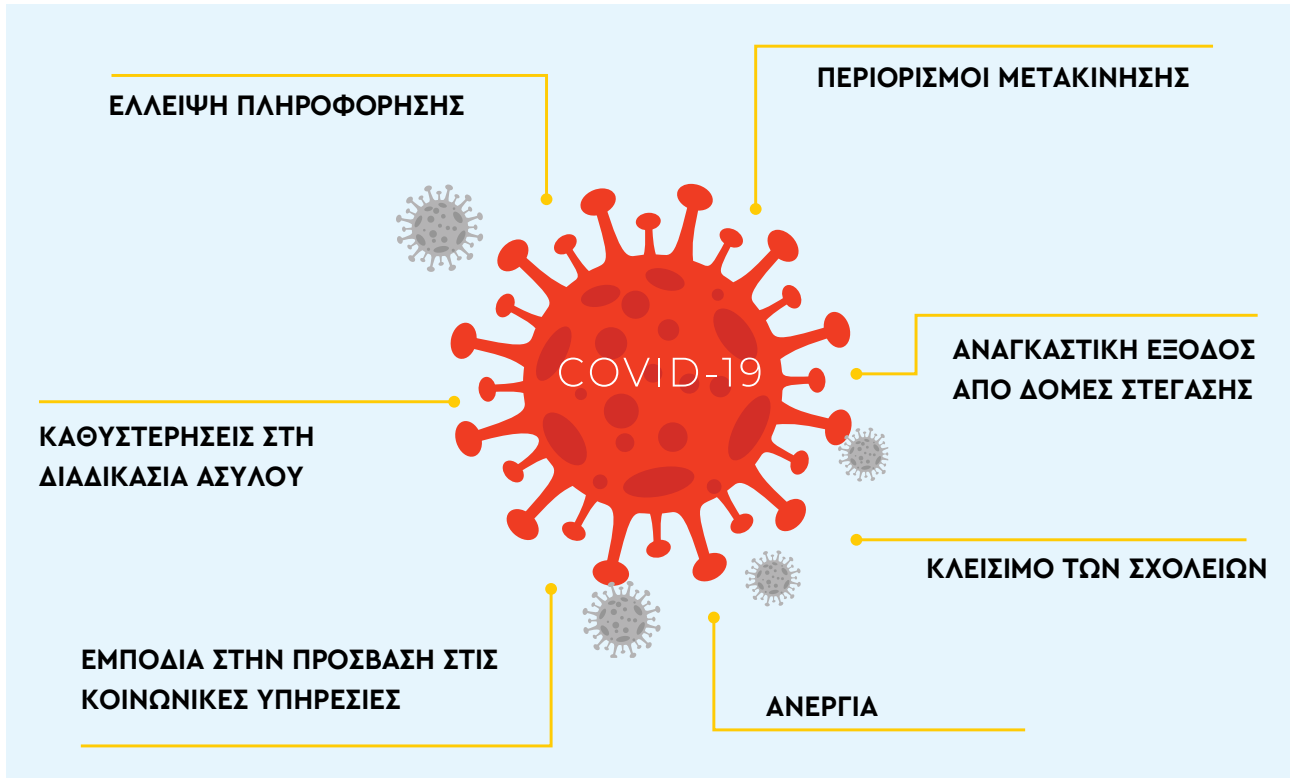 ΕΛΛΕΙΨΗ ΠΛΗΡΟΦΟΡΗΣΗΣ
ΠΕΡΙΟΡΙΣΜΟΙ ΜΕΤΑΚΙΝΗΣΗΣ
COVID-19
ΑΝΑΓΚΑΣΤΙΚΗ ΕΞΟΔΟΣ
ΑΠΟ ΔΟΜΕΣ ΣΤΕΓΑΣΗΣ
ΚΑΘΥΣΤΕΡΗΣΕΙΣ ΣΤΗ
ΔΙΑΔΙΚΑΣΙΑ ΑΣΥΛΟΥ
ΚΛΕΙΣΙΜΟ ΤΩΝ ΣΧΟΛΕΙΩΝ
ΕΜΠΟΔΙΑ ΣΤΗΝ ΠΡΟΣΒΑΣΗ ΣΤΙΣ
ΚΟΙΝΩΝΙΚΕΣ ΥΠΗΡΕΣΙΕΣ
ΑΝΕΡΓΙΑ